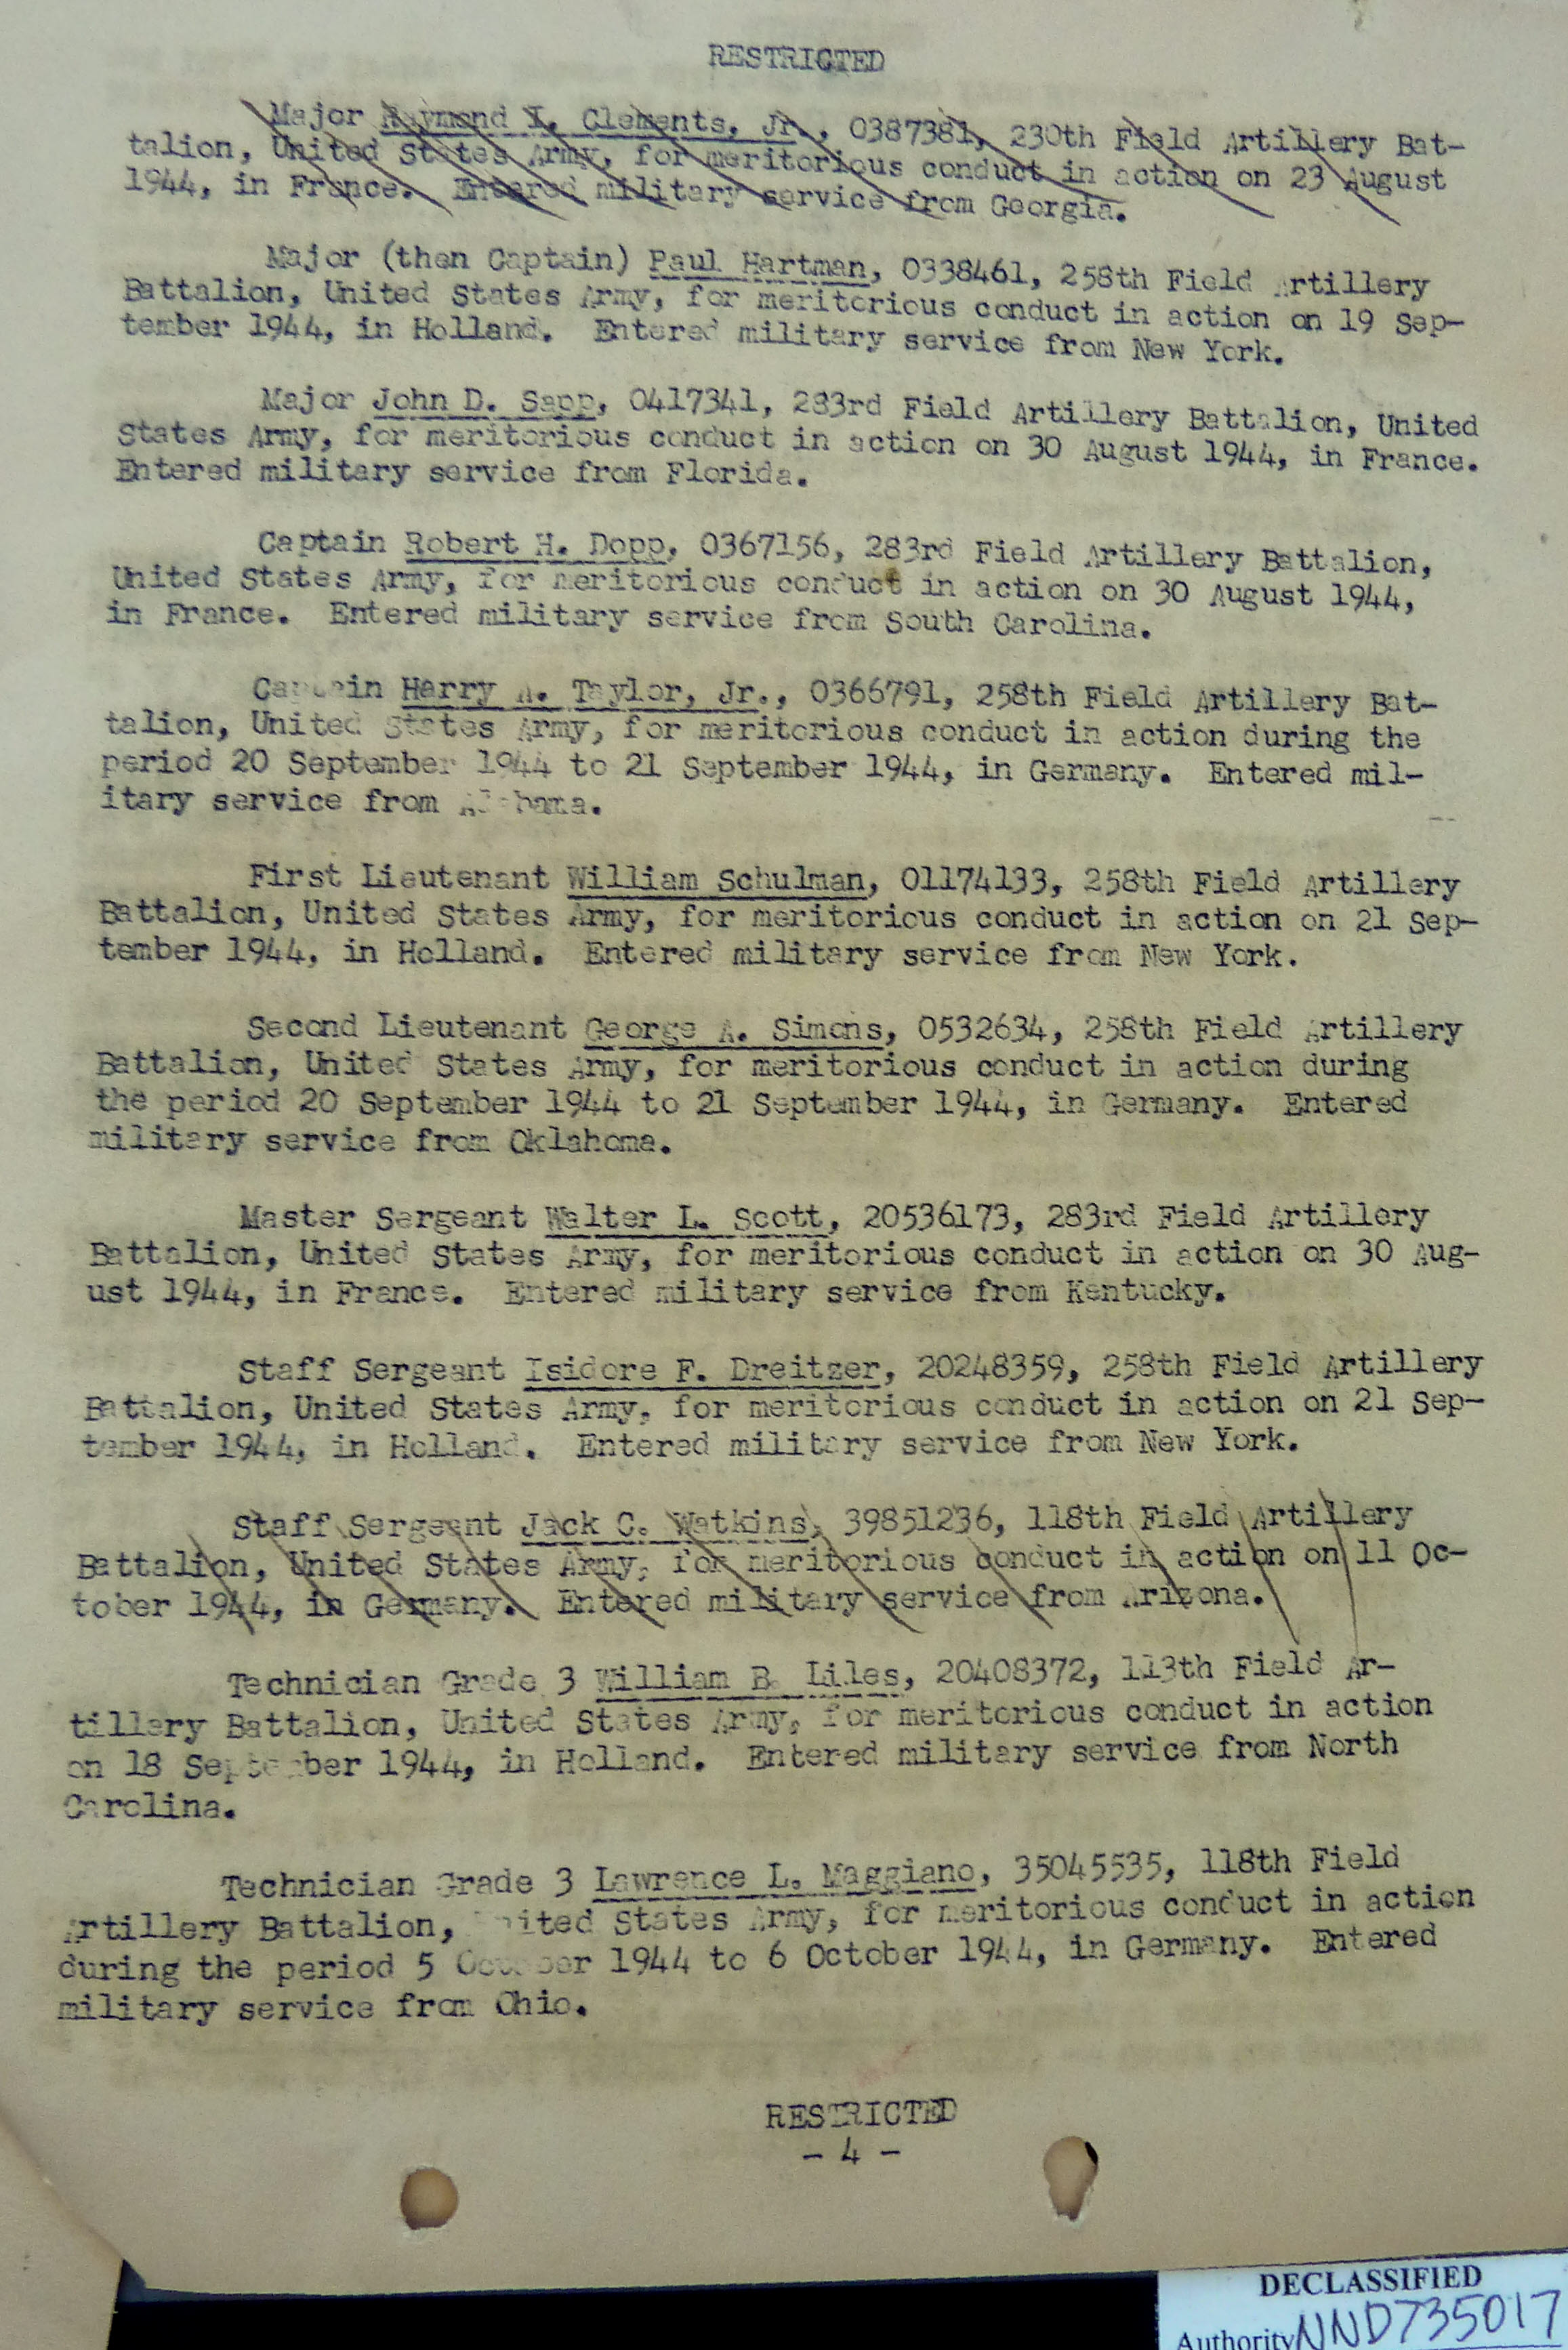 RESTRICTED
Major Raymond I. Clements, Jr., 0387381, 230th Field Artillery Bat-
talion, United States Army, for meritorious conduct in action on 23 August
1944, in France. Entered military service from Georgia.
Major (then Captain) Paul Hartman, 0338461, 258th Field Artillery
Battalion, United States Army, for meritorious conduct in action on 19 Sep-
tember 1944, in Holland. Entered military service from New York.
Major John D. Sapp, 0417341, 283rd Field Artillery Battalion, United
States Army, for meritorious conduct in action on 30 August 1944, in France.
Entered military service from Florida.
Captain Robert H. Dopp, 0367156, 283rd Field Artillery Battalion,
United States Army, for meritorious conduct in action on 30 August 1944,
in France. Entered military service from South Carolina.
Captain Harry A. Taylor, Jr., 0366791, 258th Field Artillery Bat-
talion, United States Army, for meritorious conduct in action during the
period 20 September 1944 to 21 September 1944, in Germany. Entered mil-
itary service from Alabama.
First Lieutenant William Schulman, 01174133, 258th Field Artillery
Battalion, United States Army, for meritorious conduct in action on 21 Sep-
tember 1944, in Holland. Entered military service from New York.
Second Lieutenant George A. Simons, 0532634, 258th Field Artillery
Battalion, United States Army, for meritorious conduct in action during
the period 20 September 1944 to 21 September 1944, in Germany. Entered
military service from Oklahoma.
Master Sergeant Walter L. Scott, 20536173, 283rd Field Artillery
Battalion, United States Army, for meritorious conduct in action on 30 Aug-
ust 1944, in France. Entered military service from Kentucky.
Staff Sergeant Isidore F. Dreitzer, 20248359, 258th Field Artillery
Battalion, United States Army, for meritorious conduct in action on 21 Sep-
tember 1944, in Holland. Entered military service from New York.
Staff Sergeant Jack C. Watkins, 39851236, 118th Field Artillery
Battalion, United States Army, for meritorious conduct in action on 11 Oc-
tober 1944, in Germany. Entered military service from Arizona.
Technician Grade 3 William B. Liles, 20408372, 113th Field Ar-
tillery Battalion, United States Army, for meritorious conduct in action
on 18 September 1944, in Holland. Entered military service from North
Carolina.
Technician Grade 3 Lawrence L. Maggiano, 35045535, 118th Field
Artillery Battalion, United States Army, for meritorious conduct in action
during the period 5 October 1944 to 6 October 1944, in Germany. Entered
military service from Ohio.
RESTRICTED
- 4 -
DECLASSIFIED
Authority NND735017